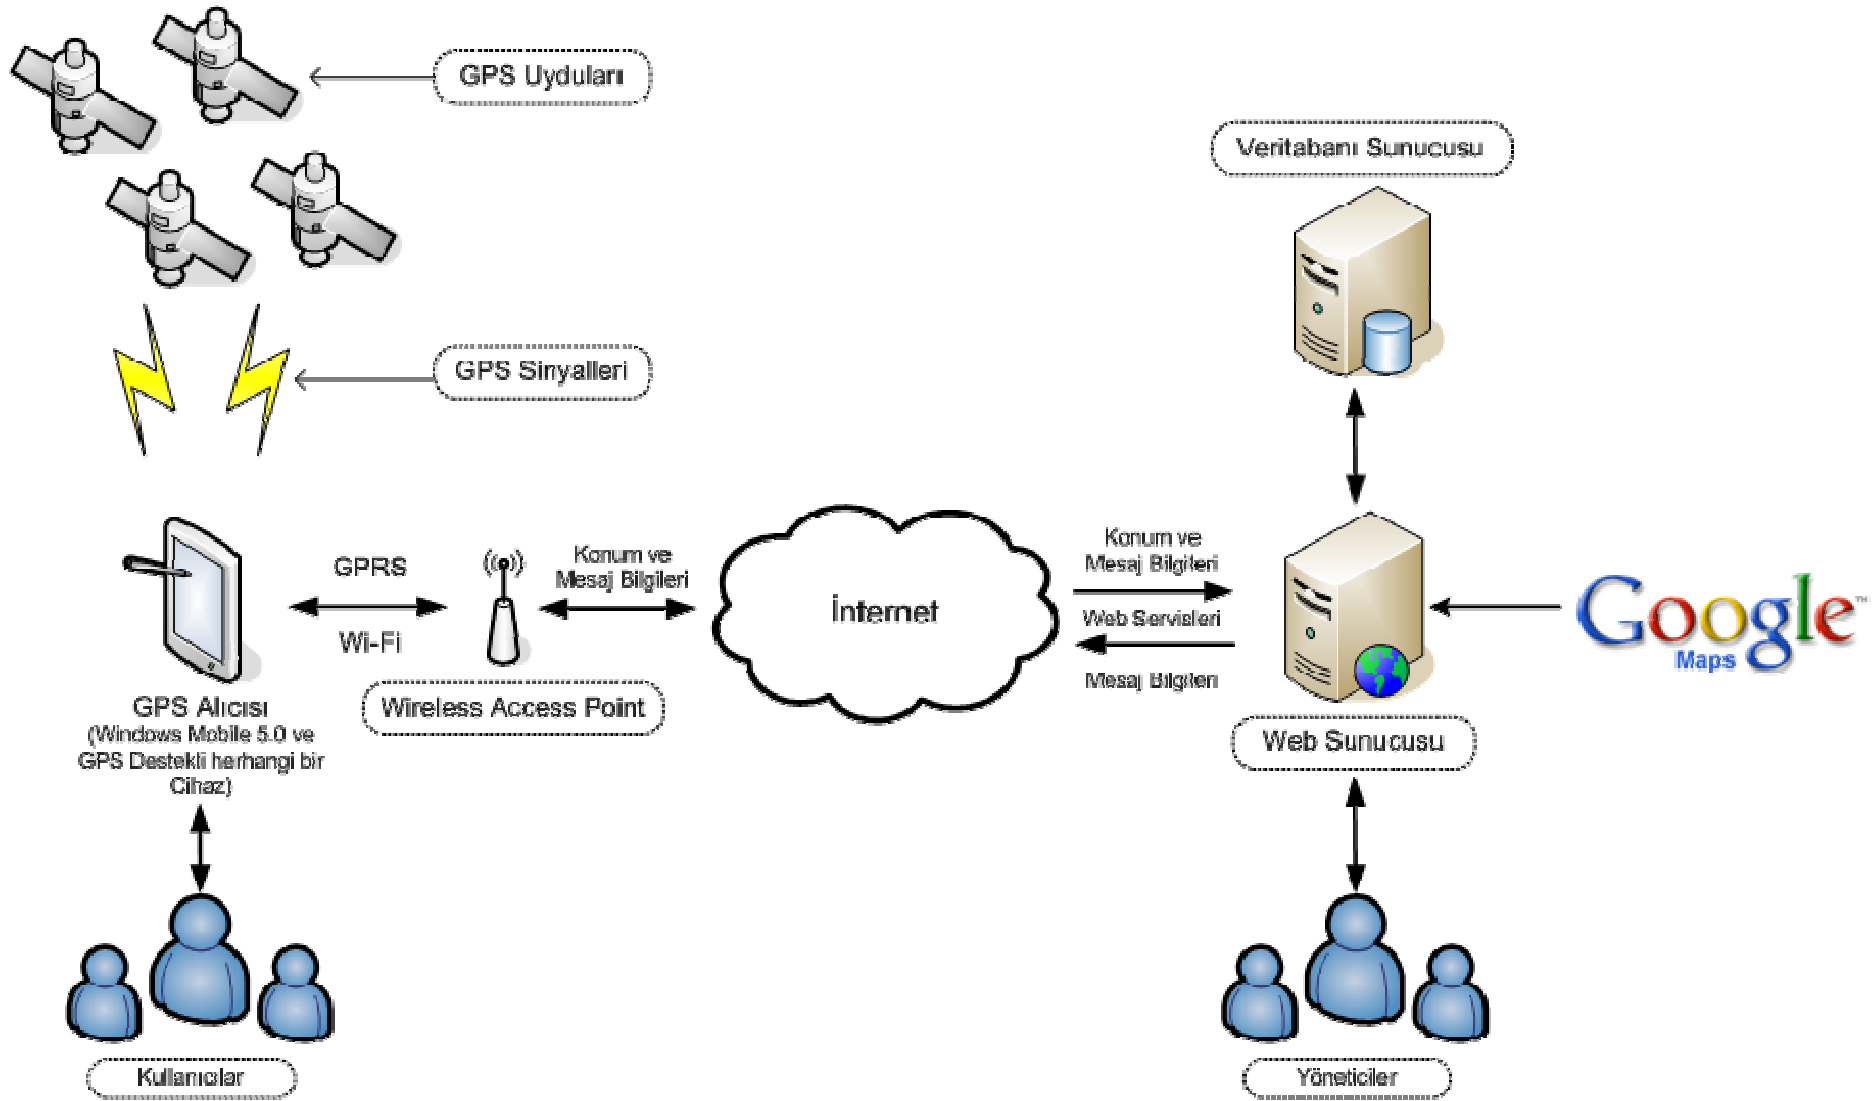 GPS Uyduları
Veritabanı Sunucusu
GPS Sinyalleri
GPRS
Wi-Fi
Konum ve
Mesaj Bilgileri
İnternet
Konum ve
Mesaj Bilgileri
Web Servisleri
Mesaj Bilgileri
Google™
Maps
GPS Alıcısı
(Windows Mobile 5.0 ve
GPS Destekli herhangi bir
Cihaz)
Wireless Access Point
Web Sunucusu
Kullanıcılar
Yöneticiler